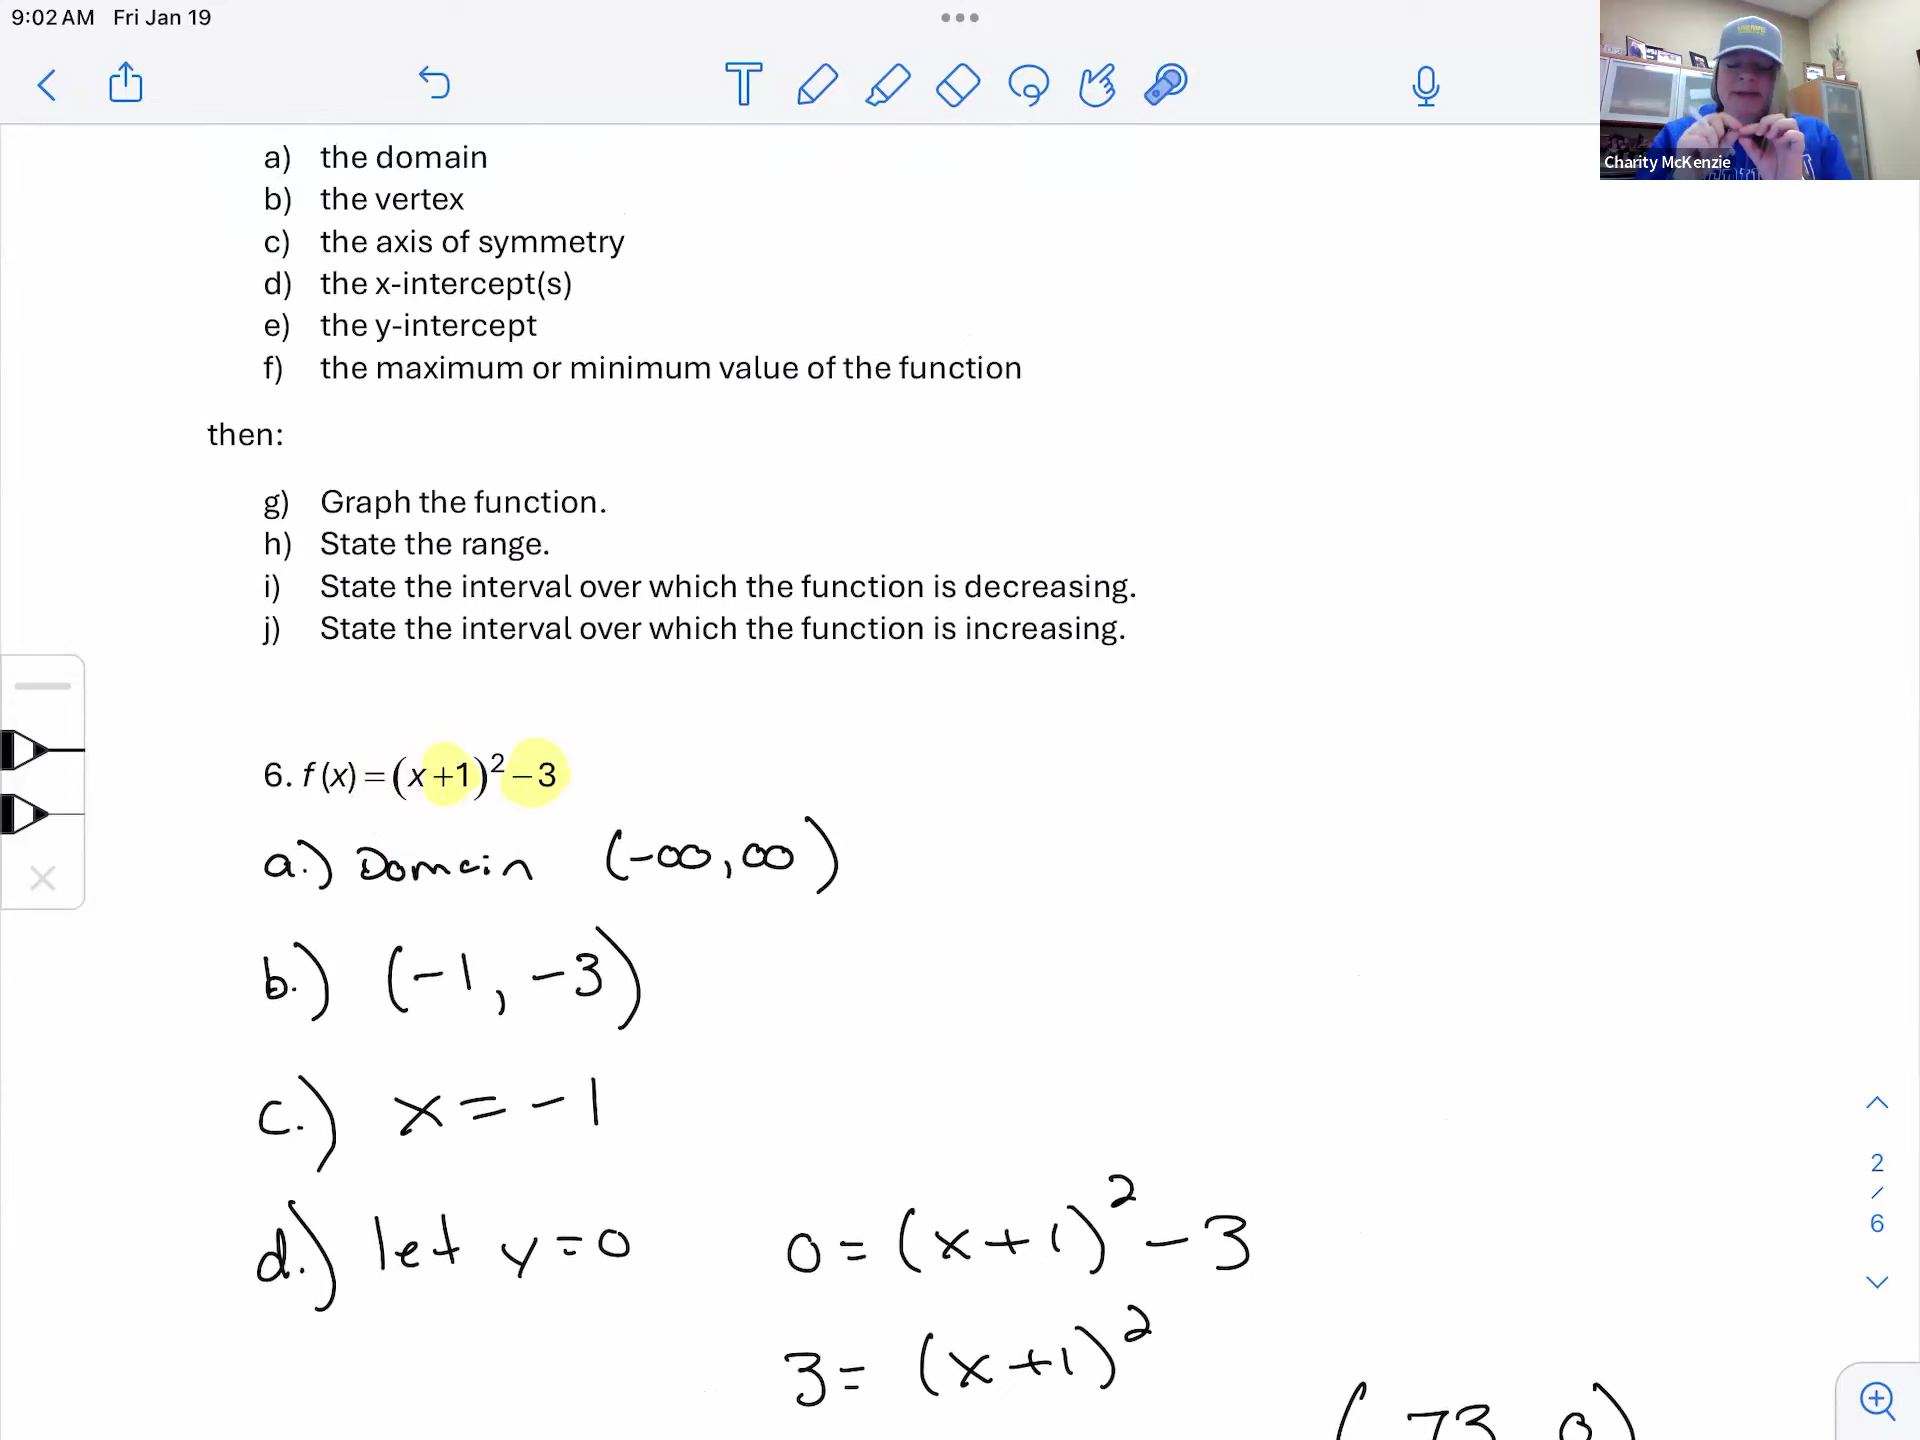 9:02 AM Fri Jan 19
Charity McKenzie
a) the domain
b) the vertex
c) the axis of symmetry
d) the x-intercept(s)
e) the y-intercept
f) the maximum or minimum value of the function
then:
g) Graph the function.
h) State the range.
i) State the interval over which the function is decreasing.
j) State the interval over which the function is increasing.
6. f(x) = (x+1)² − 3
a.) Domain (-∞, ∞)
b.) (-1, -3)
c.) x = -1
d.) let y=0 0 = (x+1)² - 3
3 = (x+1)²
2
/
6